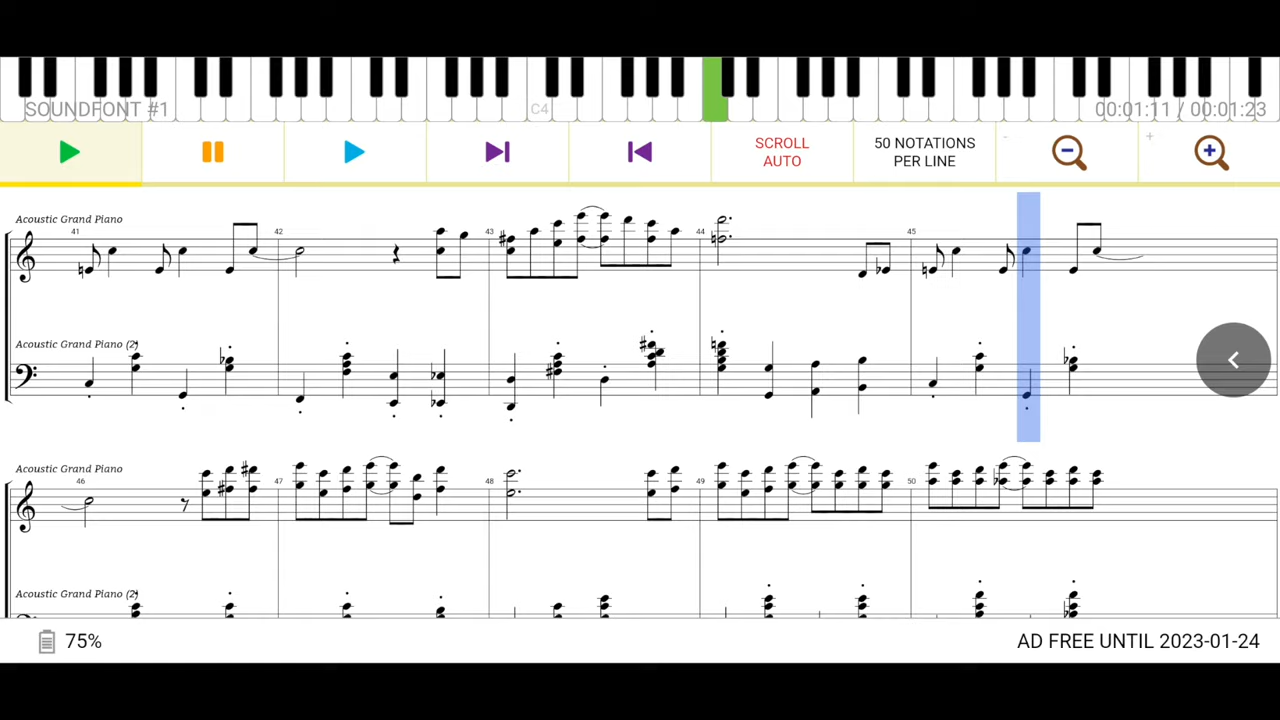 C4
SOUNDFONT #1
00:01:11 / 00:01:23
SCROLL
AUTO
50 NOTATIONS
PER LINE
-
+
Acoustic Grand Piano
41
42
43
44
45
Acoustic Grand Piano (2)
Acoustic Grand Piano
46
47
48
49
50
Acoustic Grand Piano (2)
75%
AD FREE UNTIL 2023-01-24